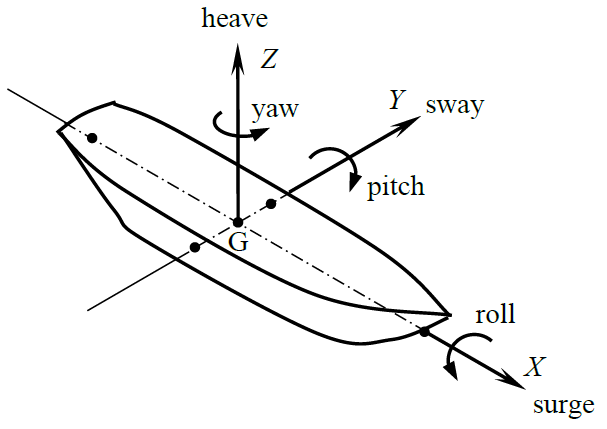 heave
Z
yaw
Y sway
pitch
G
roll
X
surge